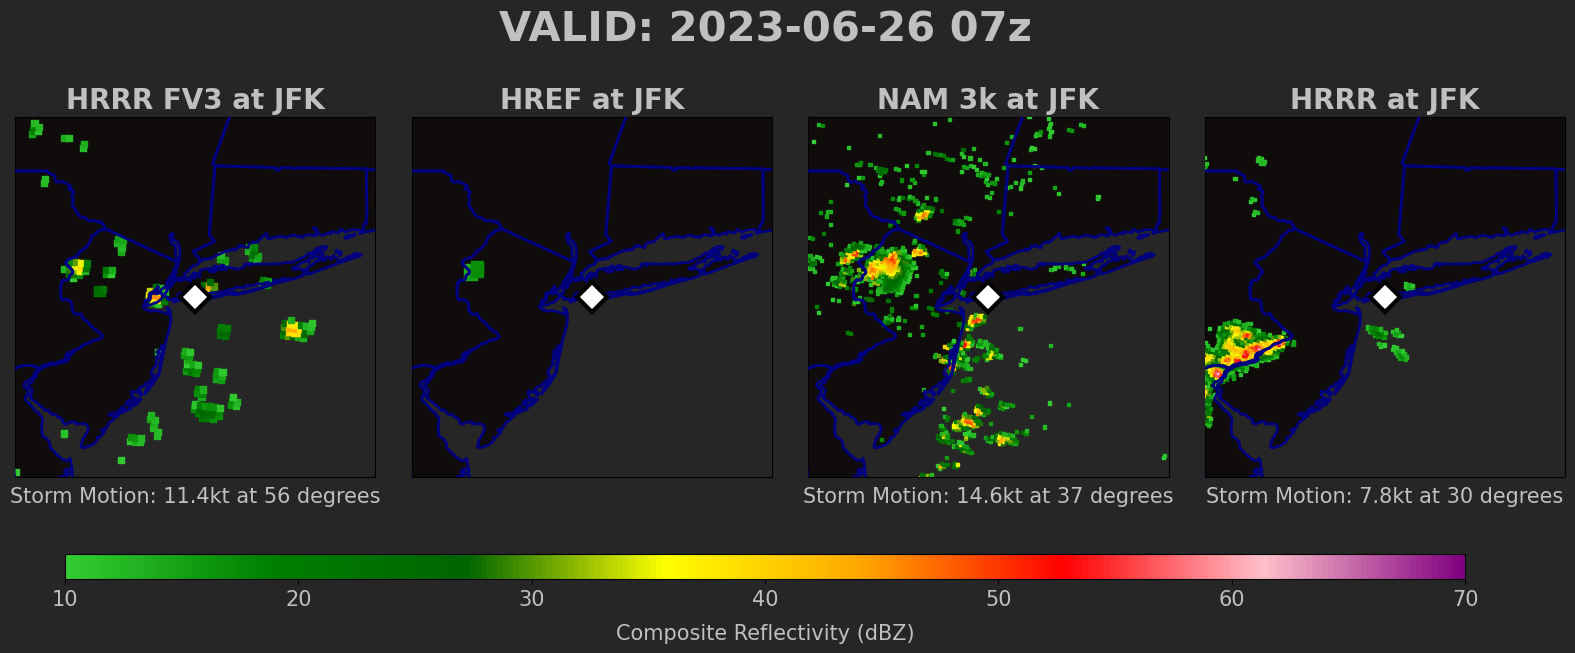 VALID: 2023-06-26 07z
HRRR FV3 at JFK
HREF at JFK
NAM 3k at JFK
HRRR at JFK
Storm Motion: 11.4kt at 56 degrees
Storm Motion: 14.6kt at 37 degrees
Storm Motion: 7.8kt at 30 degrees
10 20 30 40 50 60 70
Composite Reflectivity (dBZ)